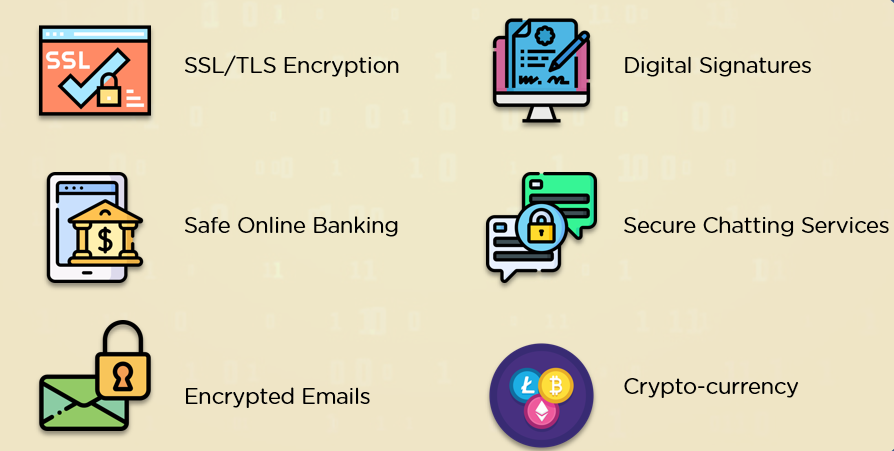 SSL
SSL/TLS Encryption
Digital Signatures
$
Safe Online Banking
Secure Chatting Services
Encrypted Emails
Crypto-currency